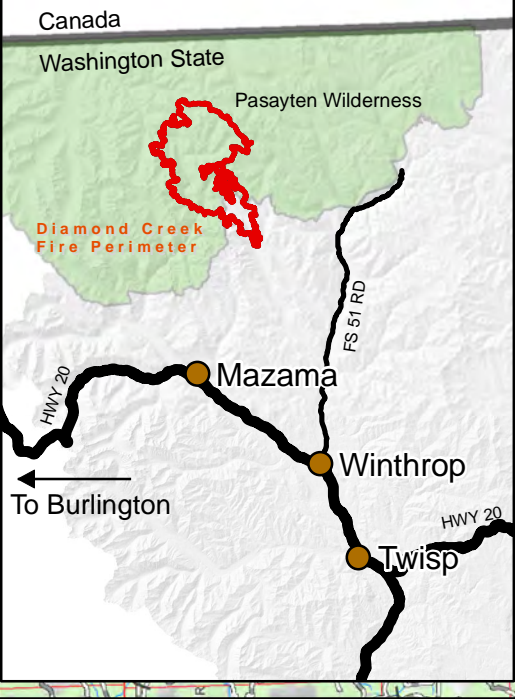 Canada
Washington State
Pasayten Wilderness
Diamond Creek
Fire Perimeter
FS 51 RD
Mazama
HWY 20
Winthrop
To Burlington
HWY 20
Twisp